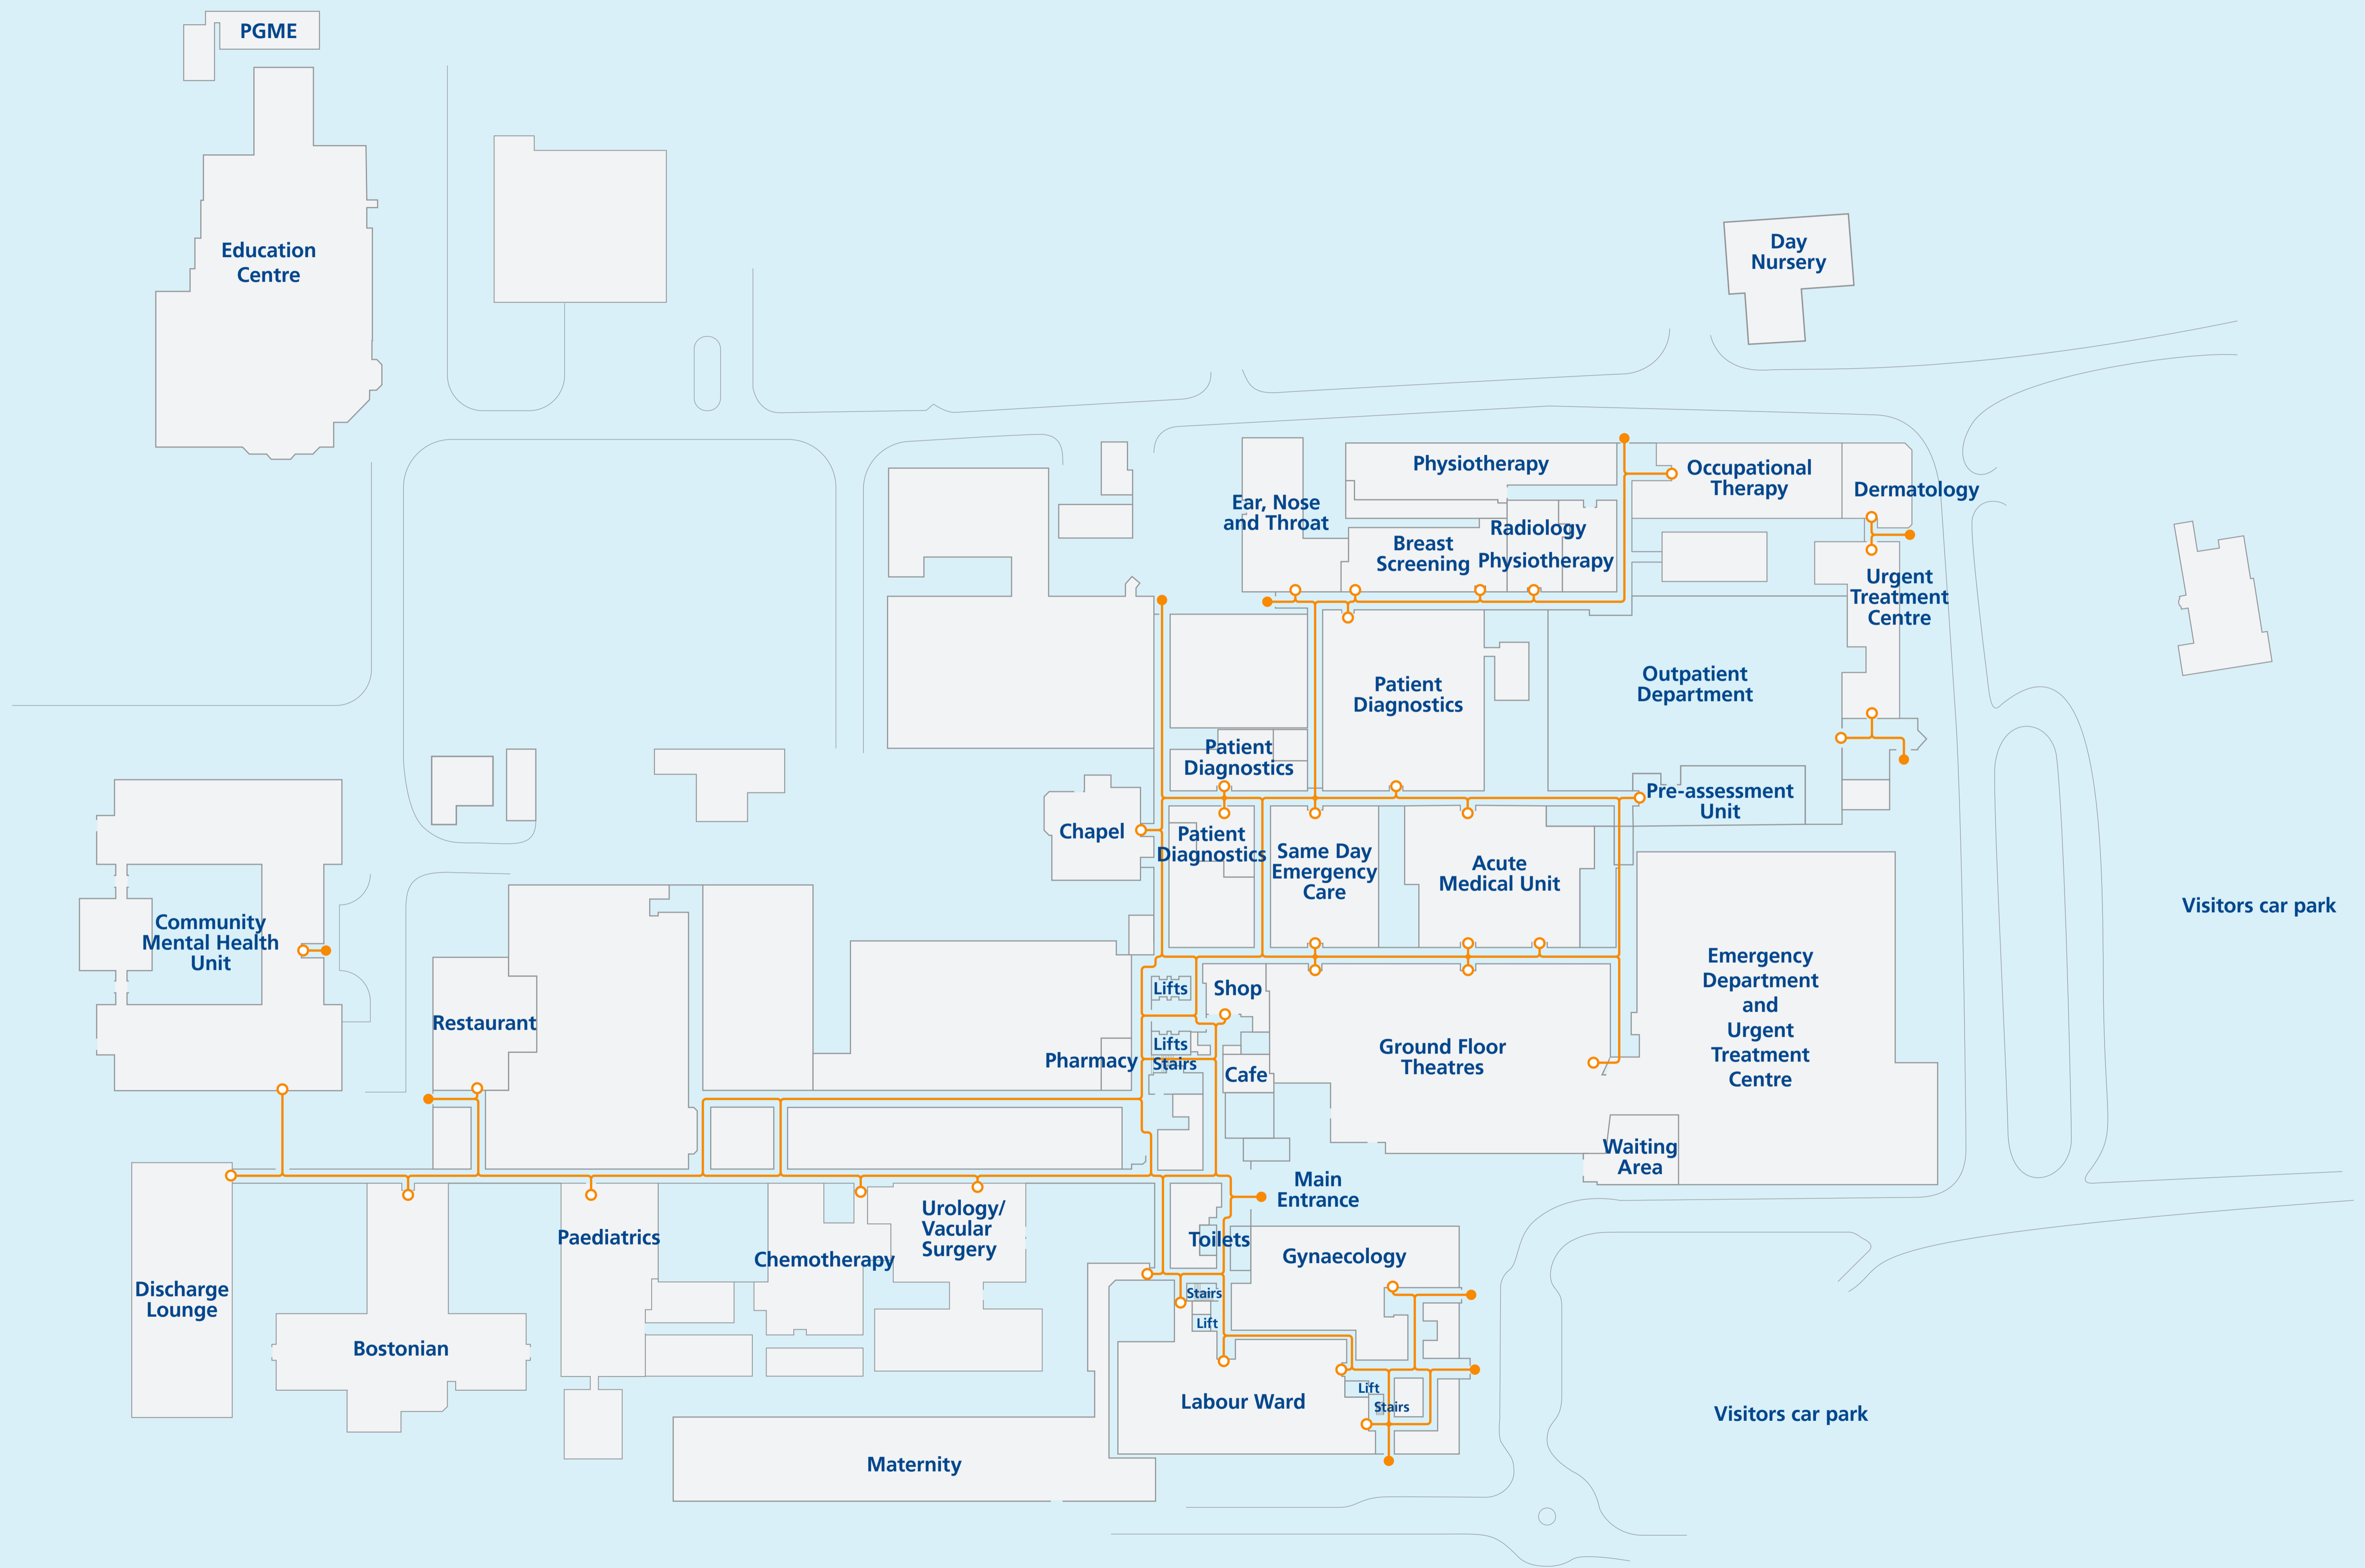 PGME
Education
Centre
Day
Nursery
Physiotherapy
Occupational
Therapy
Dermatology
Ear, Nose
and Throat
Radiology
Breast
Screening
Physiotherapy
Urgent
Treatment
Centre
Patient
Diagnostics
Outpatient
Department
Patient
Diagnostics
Pre-assessment
Unit
Chapel
Patient
Diagnostics
Same Day
Emergency
Care
Acute
Medical Unit
Visitors car park
Community
Mental Health
Unit
Emergency
Department
and
Urgent
Treatment
Centre
Lifts
Shop
Restaurant
Lifts
Stairs
Pharmacy
Cafe
Ground Floor
Theatres
Waiting
Area
Main
Entrance
Urology/
Vacular
Surgery
Paediatrics
Chemotherapy
Toilets
Gynaecology
Discharge
Lounge
Stairs
Lift
Bostonian
Lift
Stairs
Labour Ward
Visitors car park
Maternity